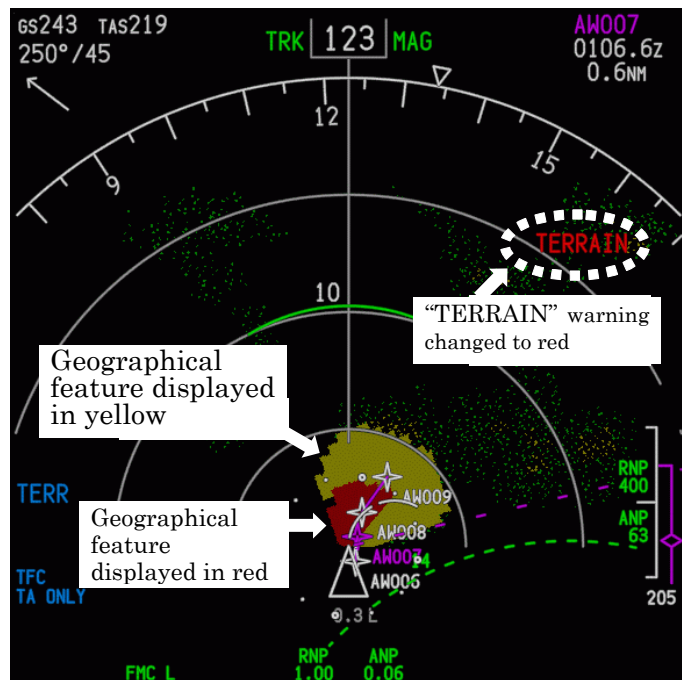 GS243 TAS219
250°/45
TRK 123 MAG
AW007
0106.6Z
0.6NM
9
12
15
TERRAIN
10
“TERRAIN” warning
changed to red
Geographical
feature displayed
in yellow
TERR
RNP
400
ANP
63
AW009
Geographical
feature
displayed in red
AW008
AW007
AW006
TFC
TA ONLY
205
0.3 L
FMC L
RNP
1.00
ANP
0.06